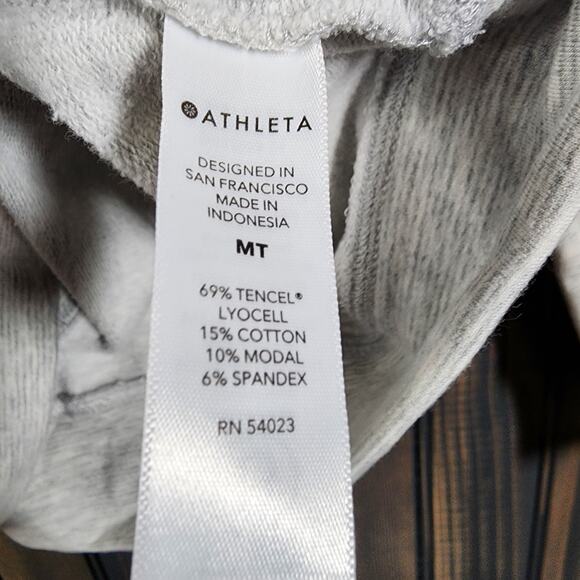 ATHLETA
DESIGNED IN
SAN FRANCISCO
MADE IN
INDONESIA
MT
69% TENCEL®
LYOCELL
15% COTTON
10% MODAL
6% SPANDEX
RN 54023